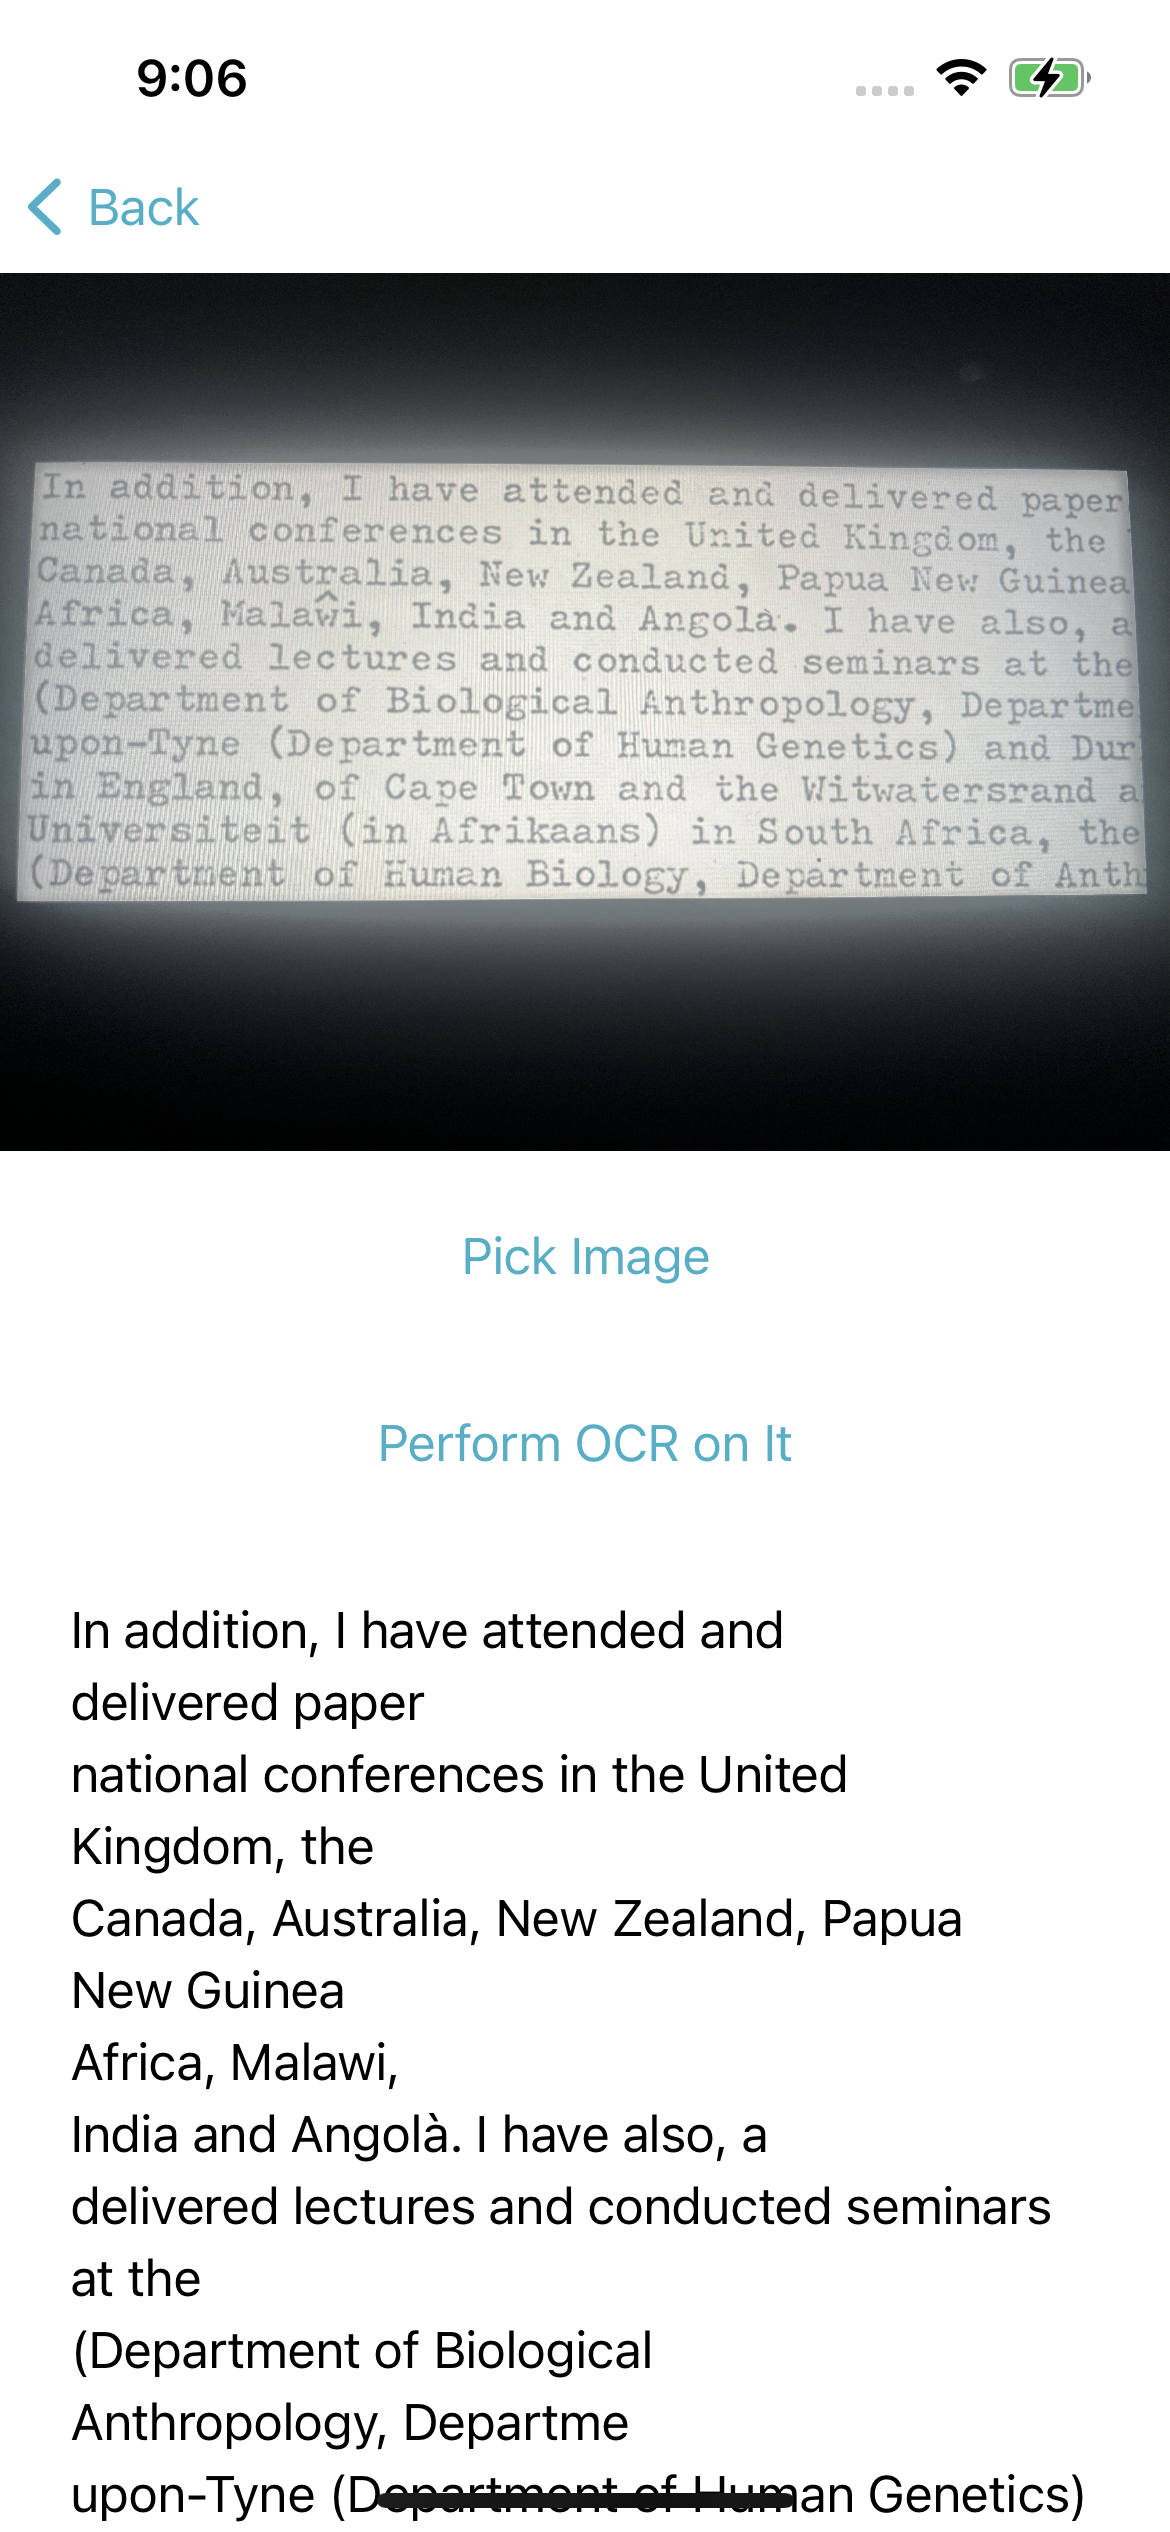 9:06
Back
In addition, I have attended and delivered paper
national conferences in the United Kingdom, the
Canada, Australia, New Zealand, Papua New Guinea
Africa, Malaŵi, India and Angolà. I have also, a
delivered lectures and conducted seminars at the
(Department of Biological Anthropology, Departme
upon-Tyne (Department of Human Genetics) and Dur
in England, of Cape Town and the Witwatersrand a
Universiteit (in Afrikaans) in South Africa, the
(Department of Human Biology, Department of Anth
Pick Image
Perform OCR on It
In addition, I have attended and
delivered paper
national conferences in the United
Kingdom, the
Canada, Australia, New Zealand, Papua
New Guinea
Africa, Malawi,
India and Angolà. I have also, a
delivered lectures and conducted seminars
at the
(Department of Biological
Anthropology, Departme
upon-Tyne (Department of Human Genetics)